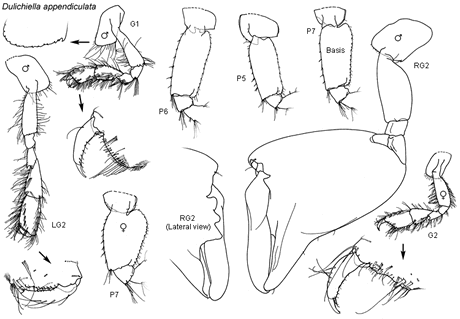 Dulichiella appendiculata
G1
P6
P5
P7
Basis
RG2
LG2
P7
RG2
(Lateral view)
G2